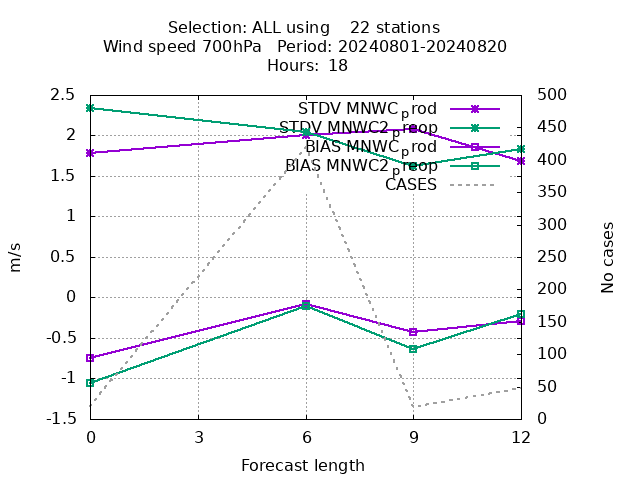 Selection: ALL using    22 stations
Wind speed 700hPa   Period: 20240801-20240820
Hours: 18
2.5
2
1.5
1
0.5
0
-0.5
-1
-1.5
500
450
400
350
300
250
200
150
100
50
0
0 3 6 9 12
m/s
No cases
Forecast length
STDV MNWC_prod
STDV MNWC2_preop
BIAS MNWC_prod
BIAS MNWC2_preop
CASES